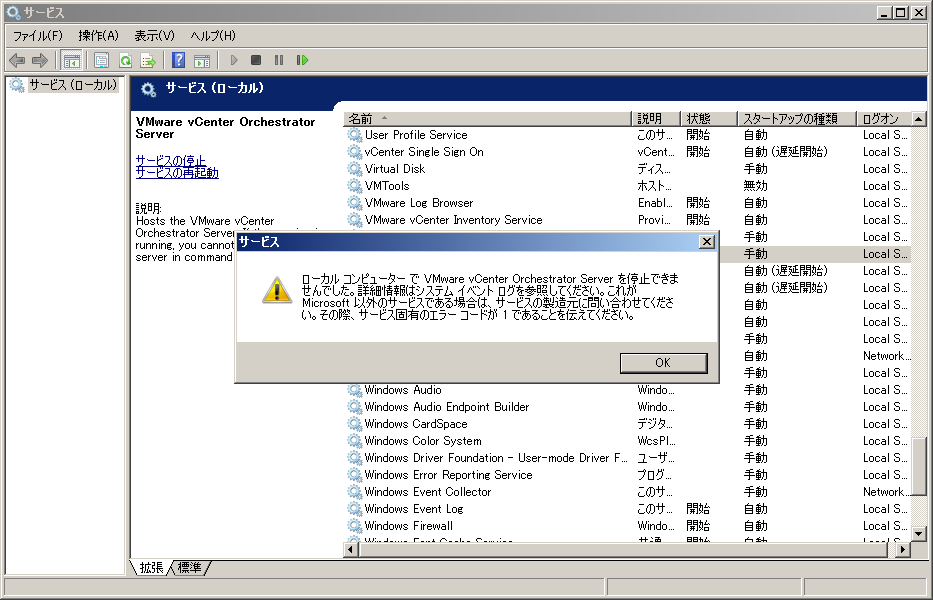 サービス
ファイル(F) 操作(A) 表示(V) ヘルプ(H)
サービス (ローカル)
サービス (ローカル)
VMware vCenter Orchestrator
Server
サービスの停止
サービスの再起動
説明:
Hosts the VMware vCenter
Orchestrator Server.
running, you cannot
server in command
名前 説明 状態 スタートアップの種類 ログオン
User Profile Service このサ... 開始 自動 Local S...
vCenter Single Sign On vCent... 開始 自動 (遅延開始) Local S...
Virtual Disk ディス... 手動 Local S...
VMTools ホスト... 無効 Local S...
VMware Log Browser Enabl... 開始 自動 Local S...
VMware vCenter Inventory Service Provi... 開始 自動 Local S...
手動 Local S...
手動 Local S...
自動 (遅延開始) Local S...
自動 (遅延開始) Local S...
自動 Local S...
自動 Local S...
手動 Local S...
自動 Network...
手動 Local S...
Windows Audio Windo... 手動 Local S...
Windows Audio Endpoint Builder Windo... 手動 Local S...
Windows CardSpace デジタ... 手動 Local S...
Windows Color System WcsPl... 手動 Local S...
Windows Driver Foundation - User-mode Driver F... ユーザ... 手動 Local S...
Windows Error Reporting Service プログ... 手動 Local S...
Windows Event Collector このサ... 手動 Network...
Windows Event Log このサ... 開始 自動 Local S...
Windows Firewall Windo... 開始 自動 Local S...
Windows Font Cache Service 共通... 開始 自動 Local S...
サービス
ローカル コンピューター で VMware vCenter Orchestrator Server を停止できま
せんでした。詳細情報はシステム イベント ログを参照してください。これが
Microsoft 以外のサービスである場合は、サービスの製造元に問い合わせてくださ
い。その際、サービス固有のエラー コードが 1 であることを伝えてください。
OK
拡張 標準